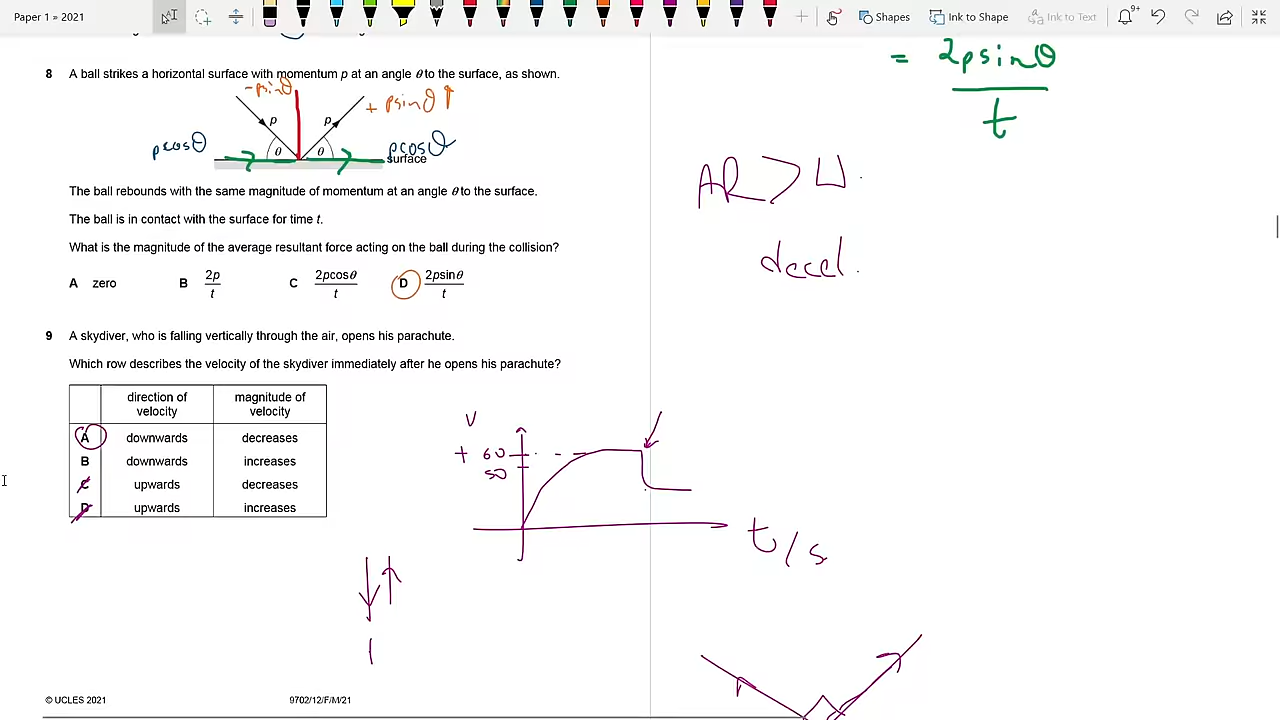 Paper 1 » 2021
Shapes
Ink to Shape
Ink to Text
9+
8 A ball strikes a horizontal surface with momentum p at an angle θ to the surface, as shown.
-psinθ
+ psinθ ↑
p
p
pcosθ
θ
θ
pcosθ
surface
The ball rebounds with the same magnitude of momentum at an angle θ to the surface.
The ball is in contact with the surface for time t.
What is the magnitude of the average resultant force acting on the ball during the collision?
A zero B 2p/t C 2pcosθ/t D 2psinθ/t
9 A skydiver, who is falling vertically through the air, opens his parachute.
Which row describes the velocity of the skydiver immediately after he opens his parachute?
direction of velocity magnitude of velocity
A downwards decreases
B downwards increases
C upwards decreases
D upwards increases
V
+ 60
50
t/s
= 2psinθ
t
AR > W.
decel.
© UCLES 2021
9702/12/F/M/21